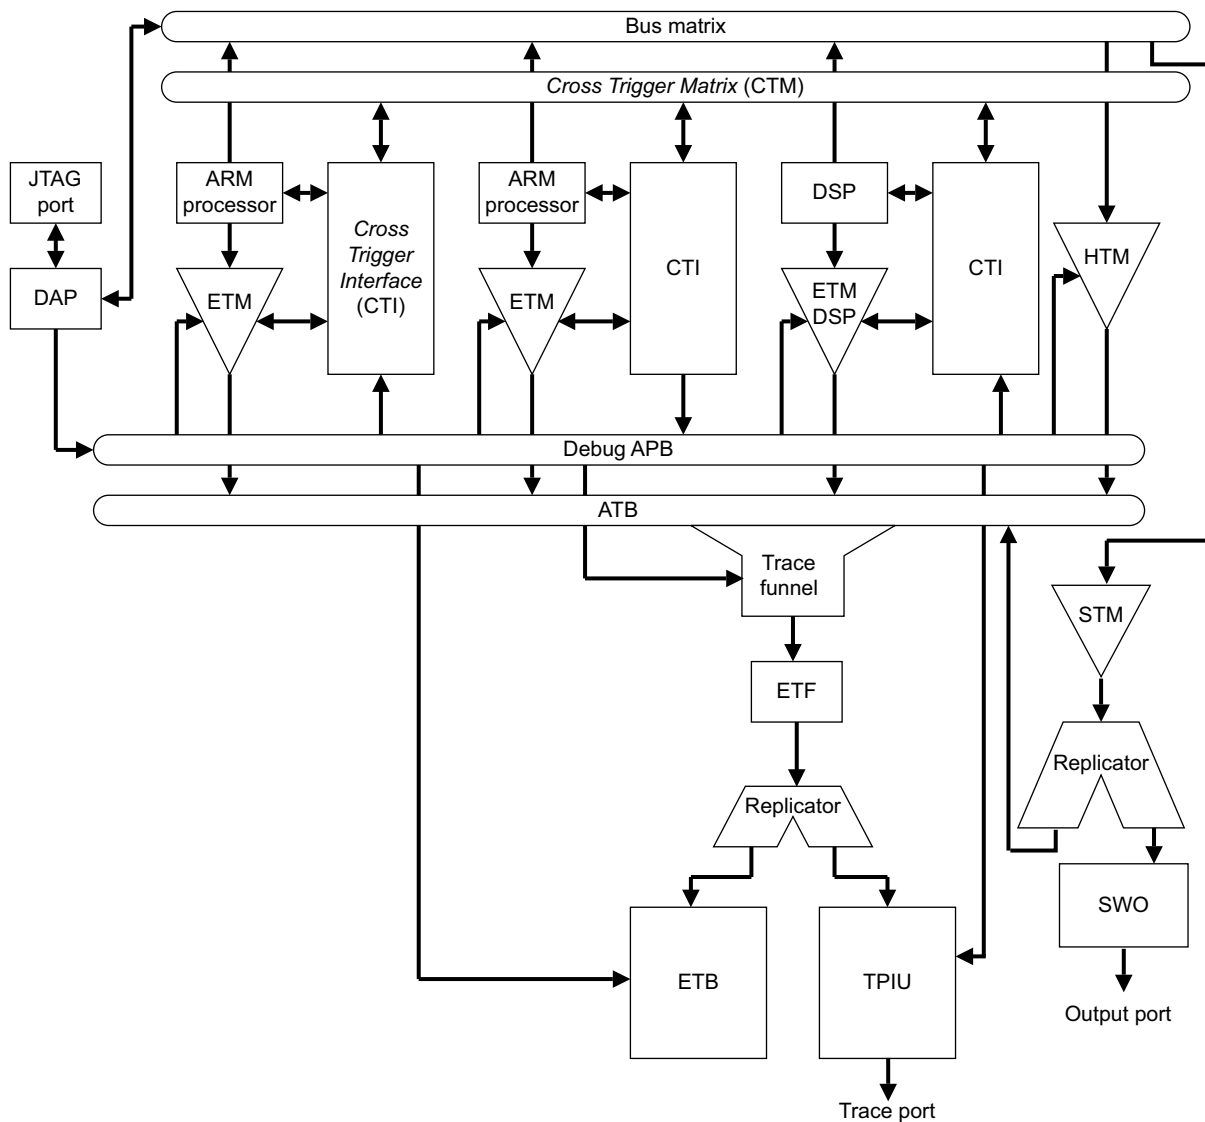 Bus matrix
Cross Trigger Matrix (CTM)
JTAG
port
ARM
processor
ARM
processor
DSP
Cross
Trigger
Interface
(CTI)
CTI
CTI
HTM
DAP
ETM
ETM
ETM
DSP
Debug APB
ATB
Trace
funnel
STM
ETF
Replicator
Replicator
SWO
ETB
TPIU
Output port
Trace port